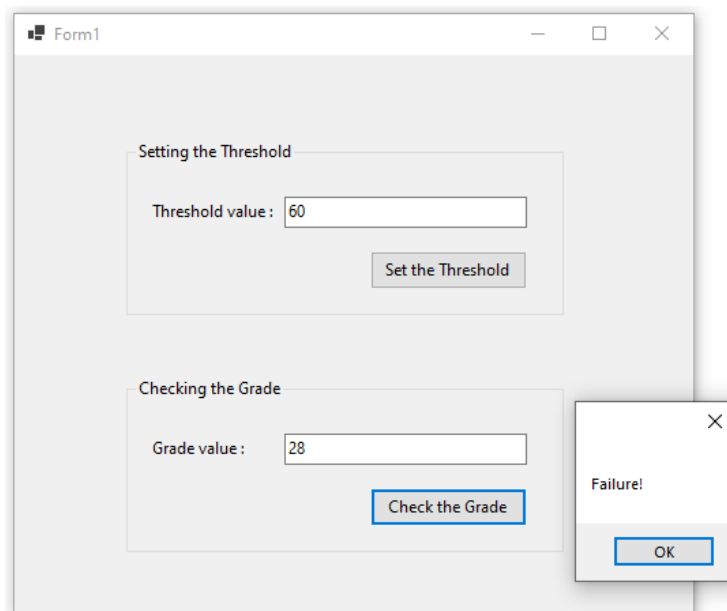 Form1
Setting the Threshold
Threshold value :
60
Set the Threshold
Checking the Grade
Grade value :
28
Check the Grade
Failure!
OK